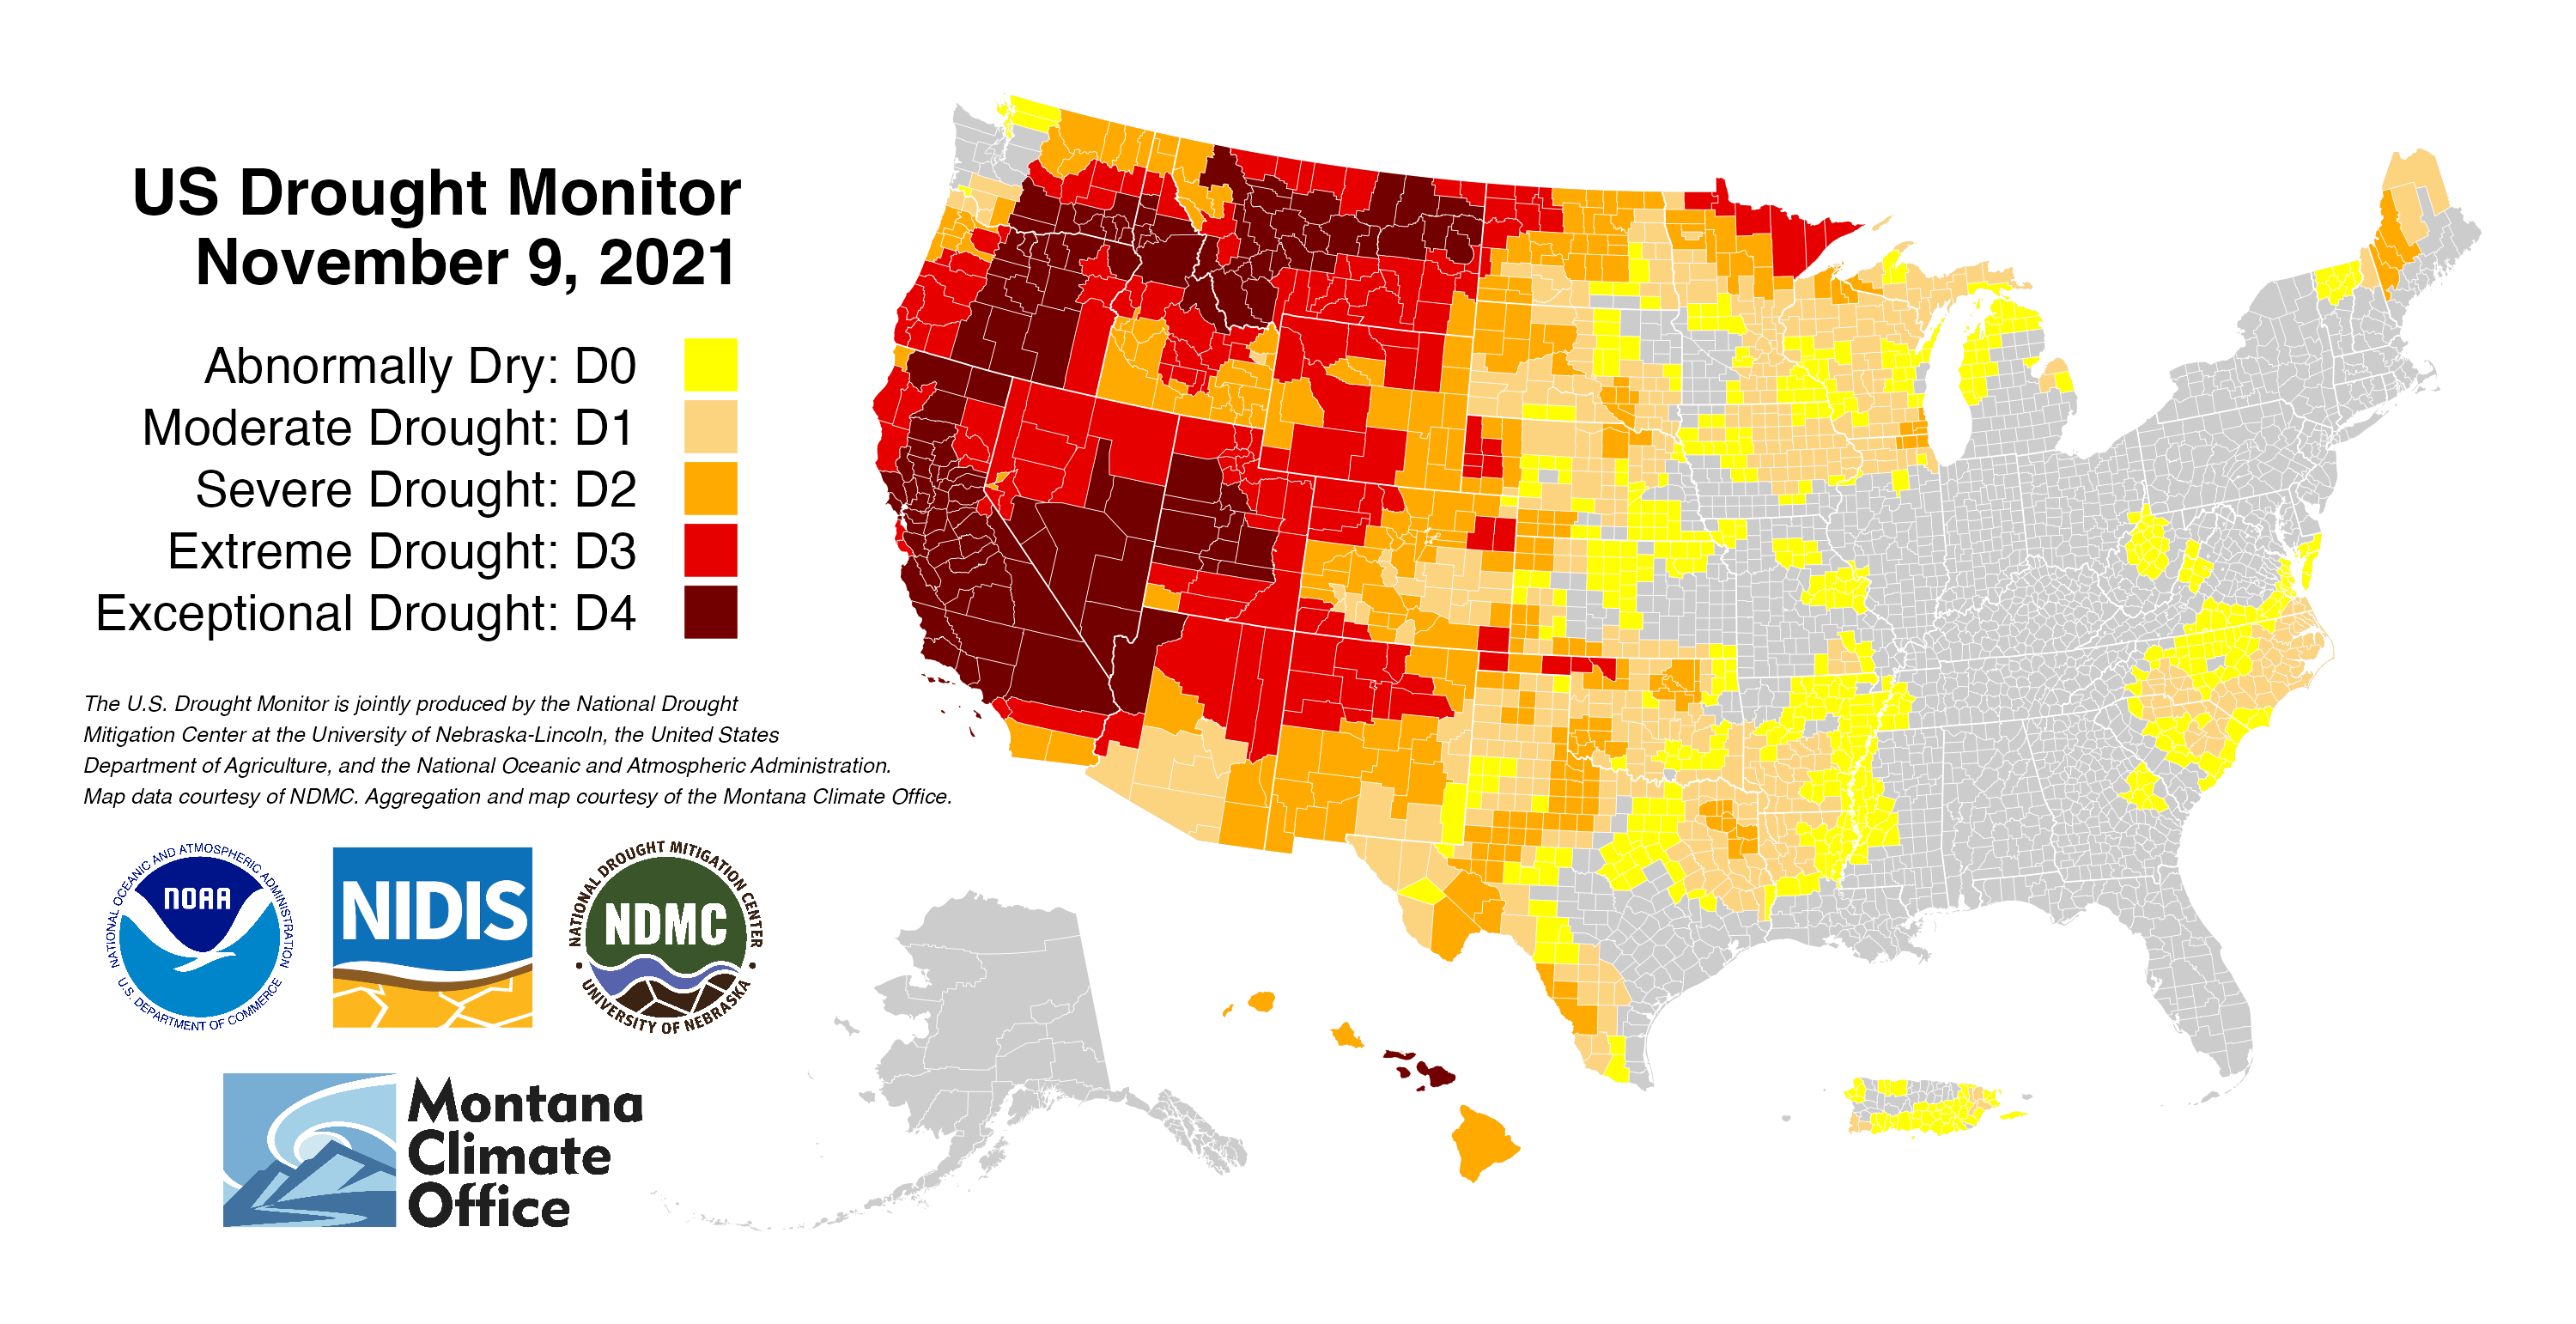 US Drought Monitor
November 9, 2021
Abnormally Dry: D0
Moderate Drought: D1
Severe Drought: D2
Extreme Drought: D3
Exceptional Drought: D4
The U.S. Drought Monitor is jointly produced by the National Drought
Mitigation Center at the University of Nebraska-Lincoln, the United States
Department of Agriculture, and the National Oceanic and Atmospheric Administration.
Map data courtesy of NDMC. Aggregation and map courtesy of the Montana Climate Office.
NATIONAL OCEANIC AND ATMOSPHERIC ADMINISTRATION
NOAA
U.S. DEPARTMENT OF COMMERCE
NIDIS
NATIONAL DROUGHT MITIGATION CENTER
NDMC
UNIVERSITY OF NEBRASKA
Montana
Climate
Office